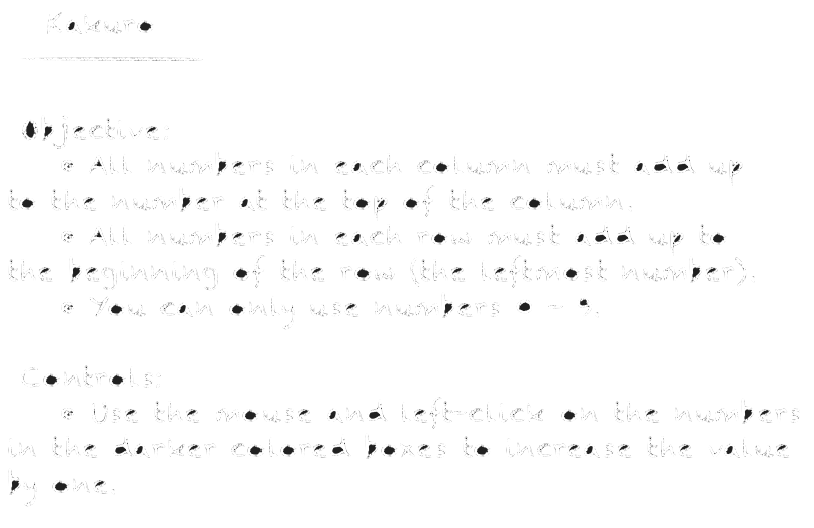 Kakuro
Objective:
* All numbers in each column must add up
to the number at the top of the column.
* All numbers in each row must add up to
the beginning of the row (the leftmost number).
* You can only use numbers 0 - 9.
Controls:
* Use the mouse and left-click on the numbers
in the darker colored boxes to increase the value
by one.